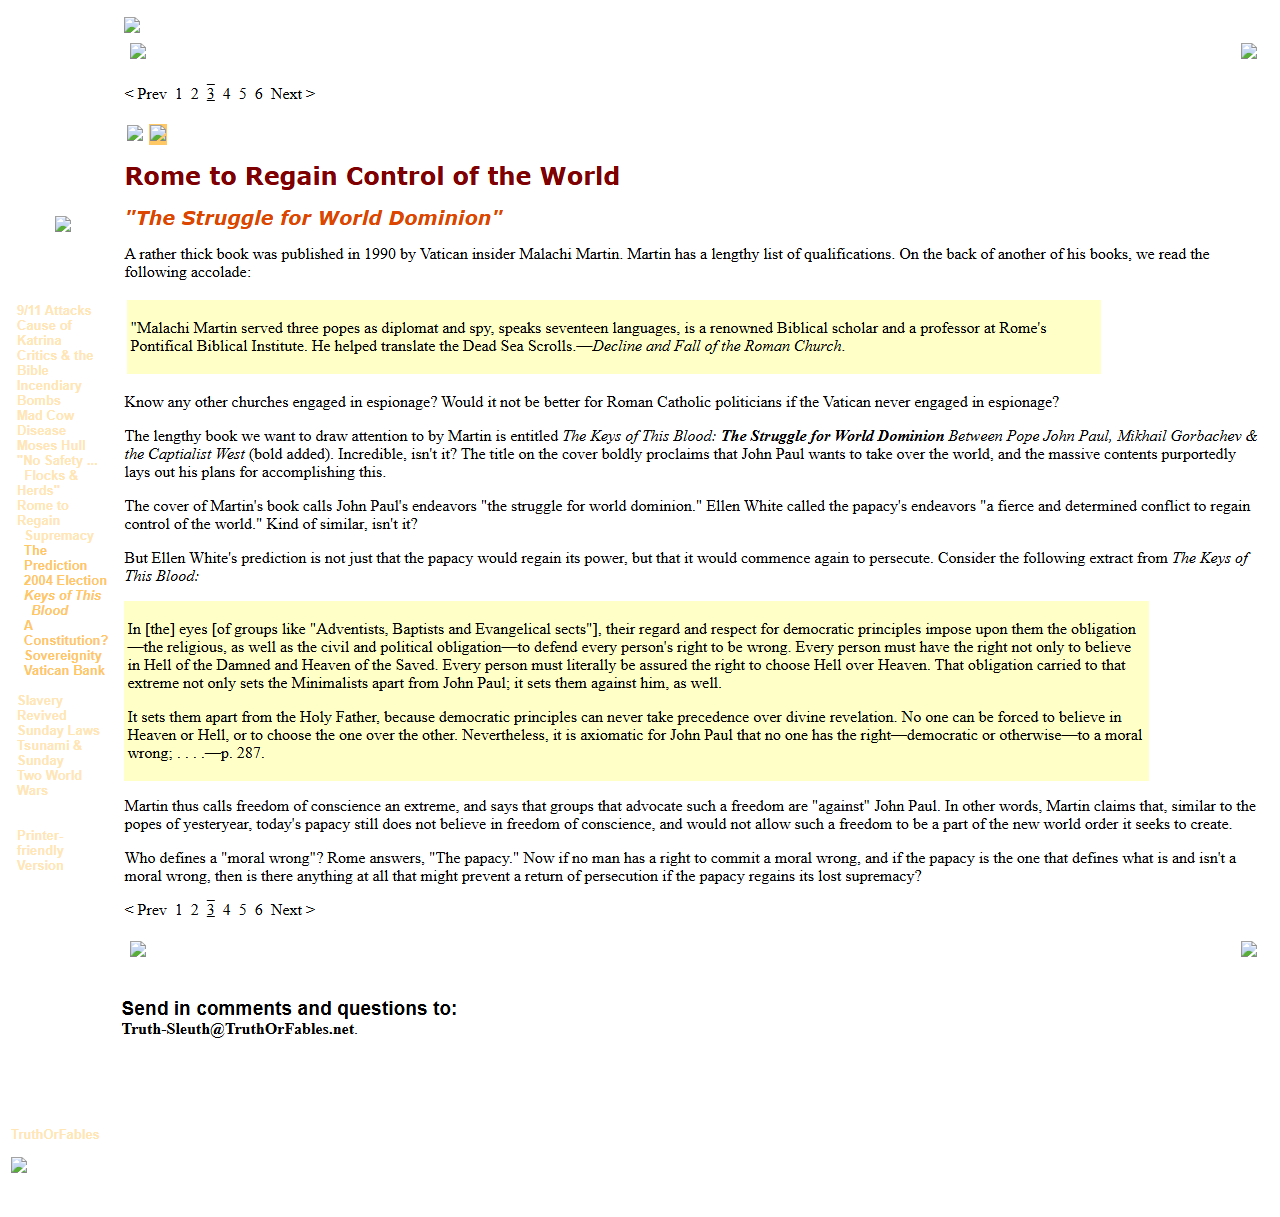 < Prev 1 2 3 4 5 6 Next >
Rome to Regain Control of the World
"The Struggle for World Dominion"
A rather thick book was published in 1990 by Vatican insider Malachi Martin. Martin has a lengthy list of qualifications. On the back of another of his books, we read the
following accolade:
"Malachi Martin served three popes as diplomat and spy, speaks seventeen languages, is a renowned Biblical scholar and a professor at Rome's
Pontifical Biblical Institute. He helped translate the Dead Sea Scrolls.—Decline and Fall of the Roman Church.
Know any other churches engaged in espionage? Would it not be better for Roman Catholic politicians if the Vatican never engaged in espionage?
The lengthy book we want to draw attention to by Martin is entitled The Keys of This Blood: The Struggle for World Dominion Between Pope John Paul, Mikhail Gorbachev &
the Captialist West (bold added). Incredible, isn't it? The title on the cover boldly proclaims that John Paul wants to take over the world, and the massive contents purportedly
lays out his plans for accomplishing this.
The cover of Martin's book calls John Paul's endeavors "the struggle for world dominion." Ellen White called the papacy's endeavors "a fierce and determined conflict to regain
control of the world." Kind of similar, isn't it?
But Ellen White's prediction is not just that the papacy would regain its power, but that it would commence again to persecute. Consider the following extract from The Keys of
This Blood:
In [the] eyes [of groups like "Adventists, Baptists and Evangelical sects"], their regard and respect for democratic principles impose upon them the obligation
—the religious, as well as the civil and political obligation—to defend every person's right to be wrong. Every person must have the right not only to believe
in Hell of the Damned and Heaven of the Saved. Every person must literally be assured the right to choose Hell over Heaven. That obligation carried to that
extreme not only sets the Minimalists apart from John Paul; it sets them against him, as well.
It sets them apart from the Holy Father, because democratic principles can never take precedence over divine revelation. No one can be forced to believe in
Heaven or Hell, or to choose the one over the other. Nevertheless, it is axiomatic for John Paul that no one has the right—democratic or otherwise—to a moral
wrong; . . . .—p. 287.
Martin thus calls freedom of conscience an extreme, and says that groups that advocate such a freedom are "against" John Paul. In other words, Martin claims that, similar to the
popes of yesteryear, today's papacy still does not believe in freedom of conscience, and would not allow such a freedom to be a part of the new world order it seeks to create.
Who defines a "moral wrong"? Rome answers, "The papacy." Now if no man has a right to commit a moral wrong, and if the papacy is the one that defines what is and isn't a
moral wrong, then is there anything at all that might prevent a return of persecution if the papacy regains its lost supremacy?
< Prev 1 2 3 4 5 6 Next >
Send in comments and questions to:
Truth-Sleuth@TruthOrFables.net.
9/11 Attacks
Cause of
Katrina
Critics & the
Bible
Incendiary
Bombs
Mad Cow
Disease
Moses Hull
"No Safety ...
Flocks &
Herds"
Rome to
Regain
Supremacy
The
Prediction
2004 Election
Keys of This
Blood
A
Constitution?
Sovereignity
Vatican Bank
Slavery
Revived
Sunday Laws
Tsunami &
Sunday
Two World
Wars
Printer-
friendly
Version
TruthOrFables